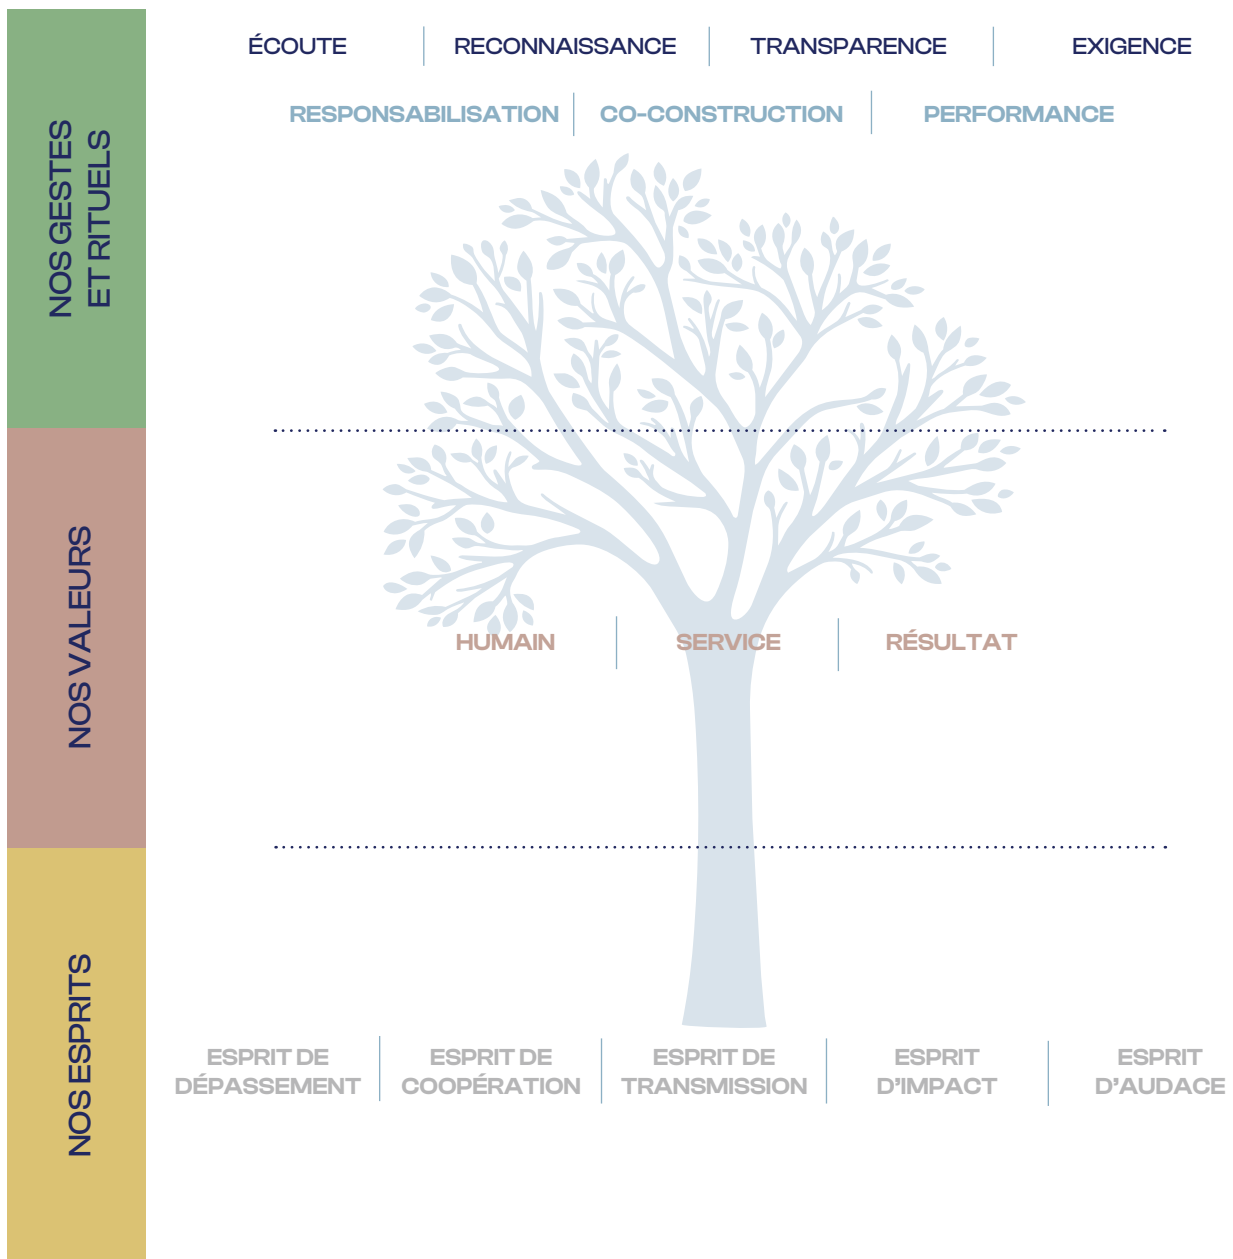 NOS GESTES
ET RITUELS
ÉCOUTE
RECONNAISSANCE
TRANSPARENCE
EXIGENCE
RESPONSABILISATION
CO-CONSTRUCTION
PERFORMANCE
NOS VALEURS
HUMAIN
SERVICE
RÉSULTAT
NOS ESPRITS
ESPRIT DE
DÉPASSEMENT
ESPRIT DE
COOPÉRATION
ESPRIT DE
TRANSMISSION
ESPRIT
D'IMPACT
ESPRIT
D'AUDACE